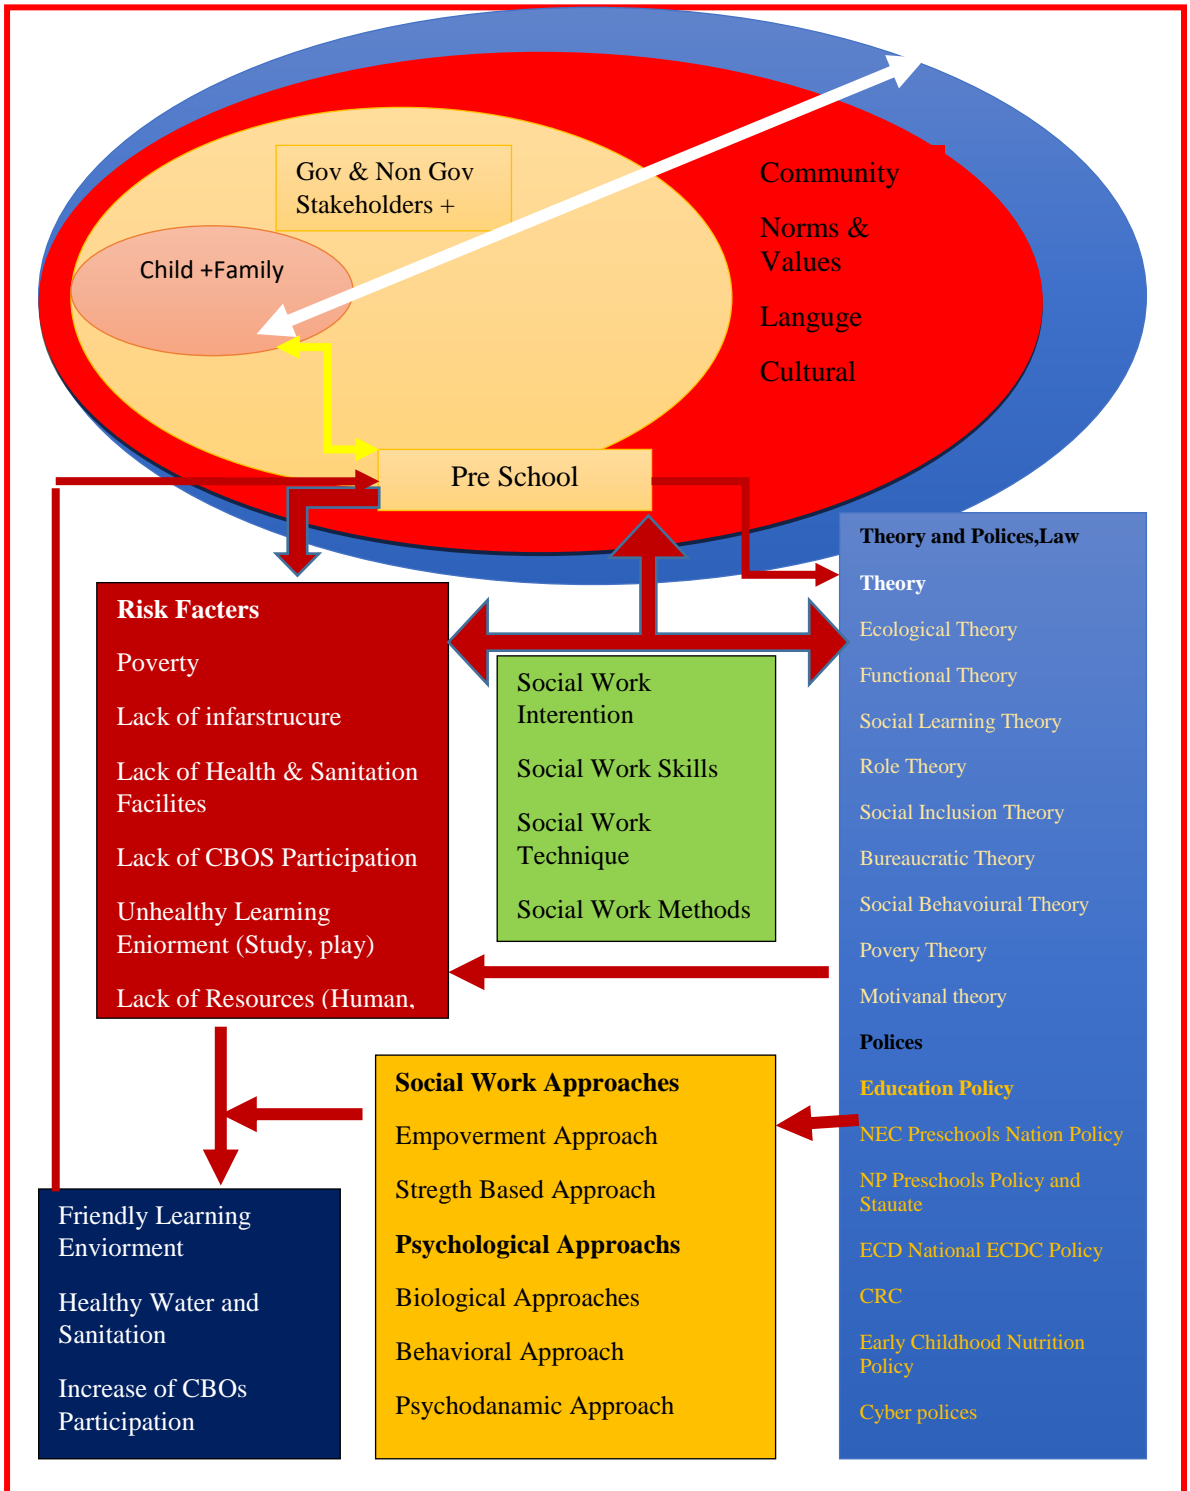 Gov & Non Gov
Stakeholders +
Child +Family
Community
Norms &
Values
Languge
Cultural
Pre School
Risk Facters
Poverty
Lack of infarstrucure
Lack of Health & Sanitation
Facilites
Lack of CBOS Participation
Unhealthy Learning
Eniorment (Study, play)
Lack of Resources (Human,
Social Work
Interention
Social Work Skills
Social Work
Technique
Social Work Methods
Theory and Polices,Law
Theory
Ecological Theory
Functional Theory
Social Learning Theory
Role Theory
Social Inclusion Theory
Bureaucratic Theory
Social Behavoiural Theory
Povery Theory
Motivanal theory
Polices
Education Policy
NEC Preschools Nation Policy
NP Preschools Policy and
Stauate
ECD National ECDC Policy
CRC
Early Childhood Nutrition
Policy
Cyber polices
Social Work Approaches
Empoverment Approach
Stregth Based Approach
Psychological Approachs
Biological Approaches
Behavioral Approach
Psychodanamic Approach
Friendly Learning
Enviorment
Healthy Water and
Sanitation
Increase of CBOs
Participation